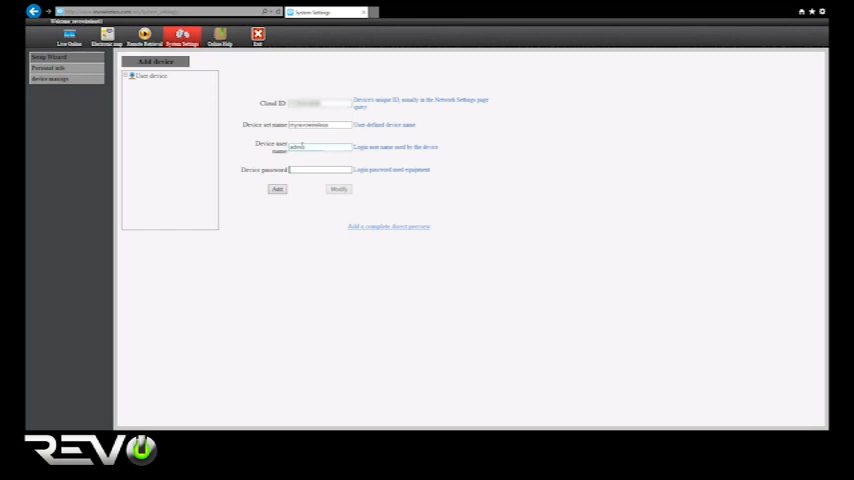 System Settings
Welcome:
Live Online
Electronic map
Remote Retrieval
System Settings
Online Help
Exit
Setup Wizard
Personal info
device manage
Add device
User device
Cloud ID
Device's unique ID, usually in the Network Settings page
query
Device set name
myrevowireless
User-defined device name
Device user
name
admin
Login user name used by the device
Device password
Login password used equipment
Add
Modify
Add a complete direct preview
REVO